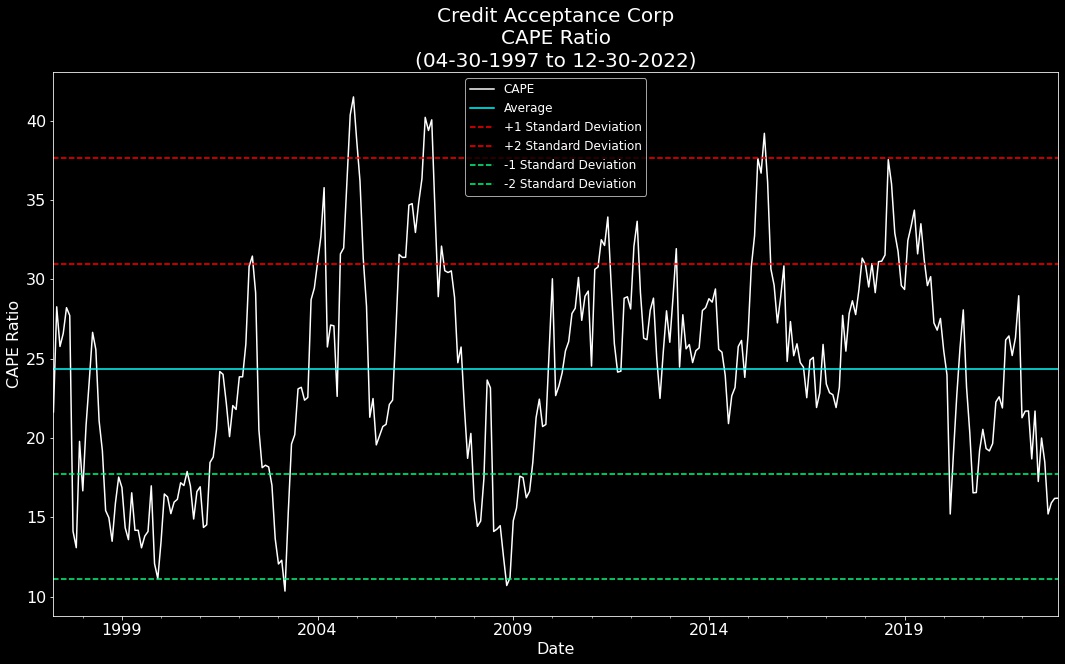 Credit Acceptance Corp
CAPE Ratio
(04-30-1997 to 12-30-2022)
CAPE
Average
+1 Standard Deviation
+2 Standard Deviation
-1 Standard Deviation
-2 Standard Deviation
CAPE Ratio
40
35
30
25
20
15
10
1999 2004 2009 2014 2019
Date